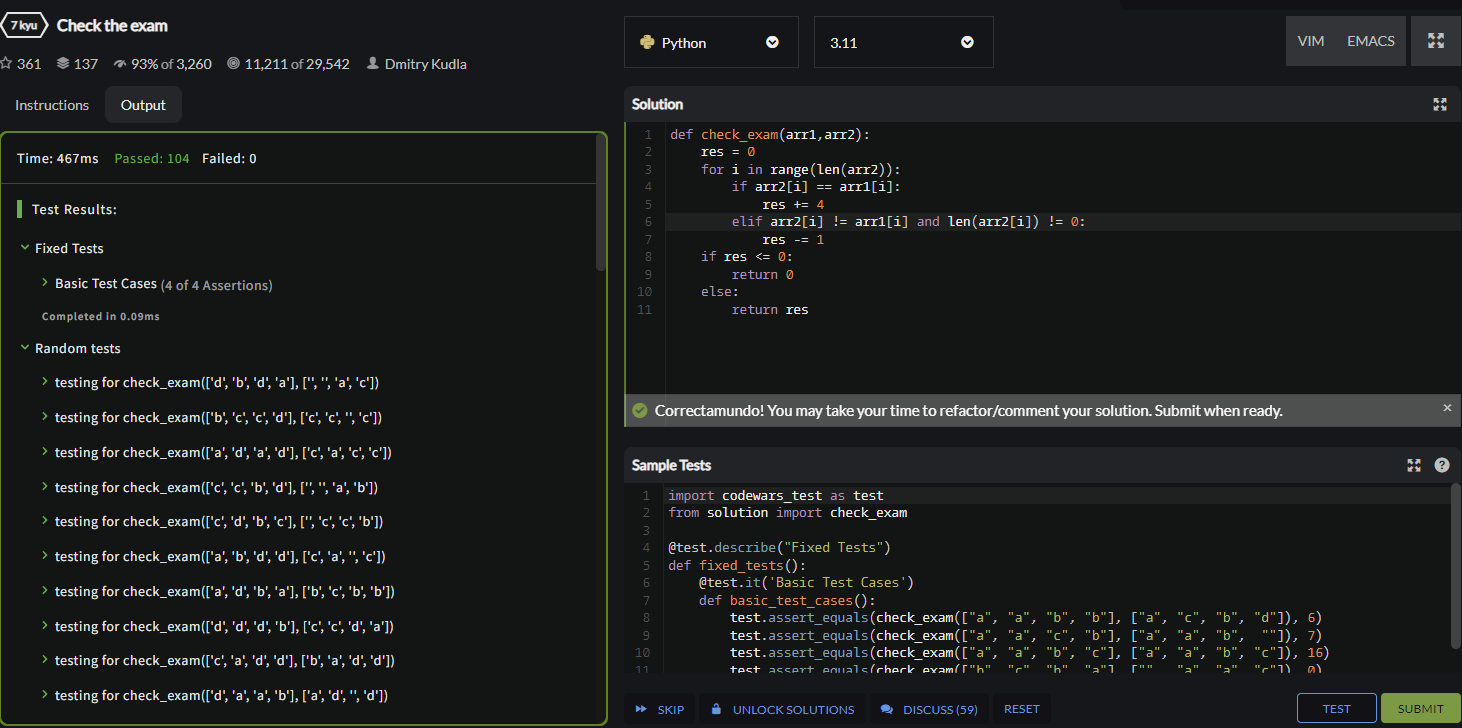 7 kyu Check the exam
361 137 93% of 3,260 11,211 of 29,542 Dmitry Kudla
Instructions Output
Time: 467ms Passed: 104 Failed: 0
Test Results:
Fixed Tests
Basic Test Cases (4 of 4 Assertions)
Completed in 0.09ms
Random tests
testing for check_exam(['d', 'b', 'd', 'a'], ['', '', 'a', 'c'])
testing for check_exam(['b', 'c', 'c', 'd'], ['c', 'c', '', 'c'])
testing for check_exam(['a', 'd', 'a', 'd'], ['c', 'a', 'c', 'c'])
testing for check_exam(['c', 'c', 'b', 'd'], ['', '', 'a', 'b'])
testing for check_exam(['c', 'd', 'b', 'c'], ['', 'c', 'c', 'b'])
testing for check_exam(['a', 'b', 'd', 'd'], ['c', 'a', '', 'c'])
testing for check_exam(['a', 'd', 'b', 'a'], ['b', 'c', 'b', 'b'])
testing for check_exam(['d', 'd', 'd', 'b'], ['c', 'c', 'd', 'a'])
testing for check_exam(['c', 'a', 'd', 'd'], ['b', 'a', 'd', 'd'])
testing for check_exam(['d', 'a', 'a', 'b'], ['a', 'd', '', 'd'])
Python 3.11 VIM EMACS
Solution
1 def check_exam(arr1,arr2):
2 res = 0
3 for i in range(len(arr2)):
4 if arr2[i] == arr1[i]:
5 res += 4
6 elif arr2[i] != arr1[i] and len(arr2[i]) != 0:
7 res -= 1
8 if res <= 0:
9 return 0
10 else:
11 return res
Correctamundo! You may take your time to refactor/comment your solution. Submit when ready. ×
Sample Tests ?
1 import codewars_test as test
2 from solution import check_exam
3
4 @test.describe("Fixed Tests")
5 def fixed_tests():
6 @test.it('Basic Test Cases')
7 def basic_test_cases():
8 test.assert_equals(check_exam(["a", "a", "b", "b"], ["a", "c", "b", "d"]), 6)
9 test.assert_equals(check_exam(["a", "a", "c", "b"], ["a", "a", "b", ""]), 7)
10 test.assert_equals(check_exam(["a", "a", "b", "c"], ["a", "a", "b", "c"]), 16)
11 test.assert_equals(check_exam(["b", "c", "b", "a"], ["", "a", "a", "c"]), 0)
SKIP UNLOCK SOLUTIONS DISCUSS (59) RESET TEST SUBMIT